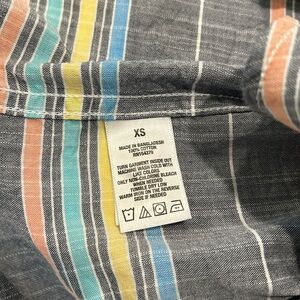 XS
MADE IN BANGLADESH
100% COTTON
TURN GARMENT INSIDE OUT
MACHINE WASH COLD WITH
LIKE COLORS
ONLY NON-CHLORINE BLEACH
WHEN NEEDED
TUMBLE DRY LOW
WARM IRON ON THE REVERSE
SIDE IF NEEDED